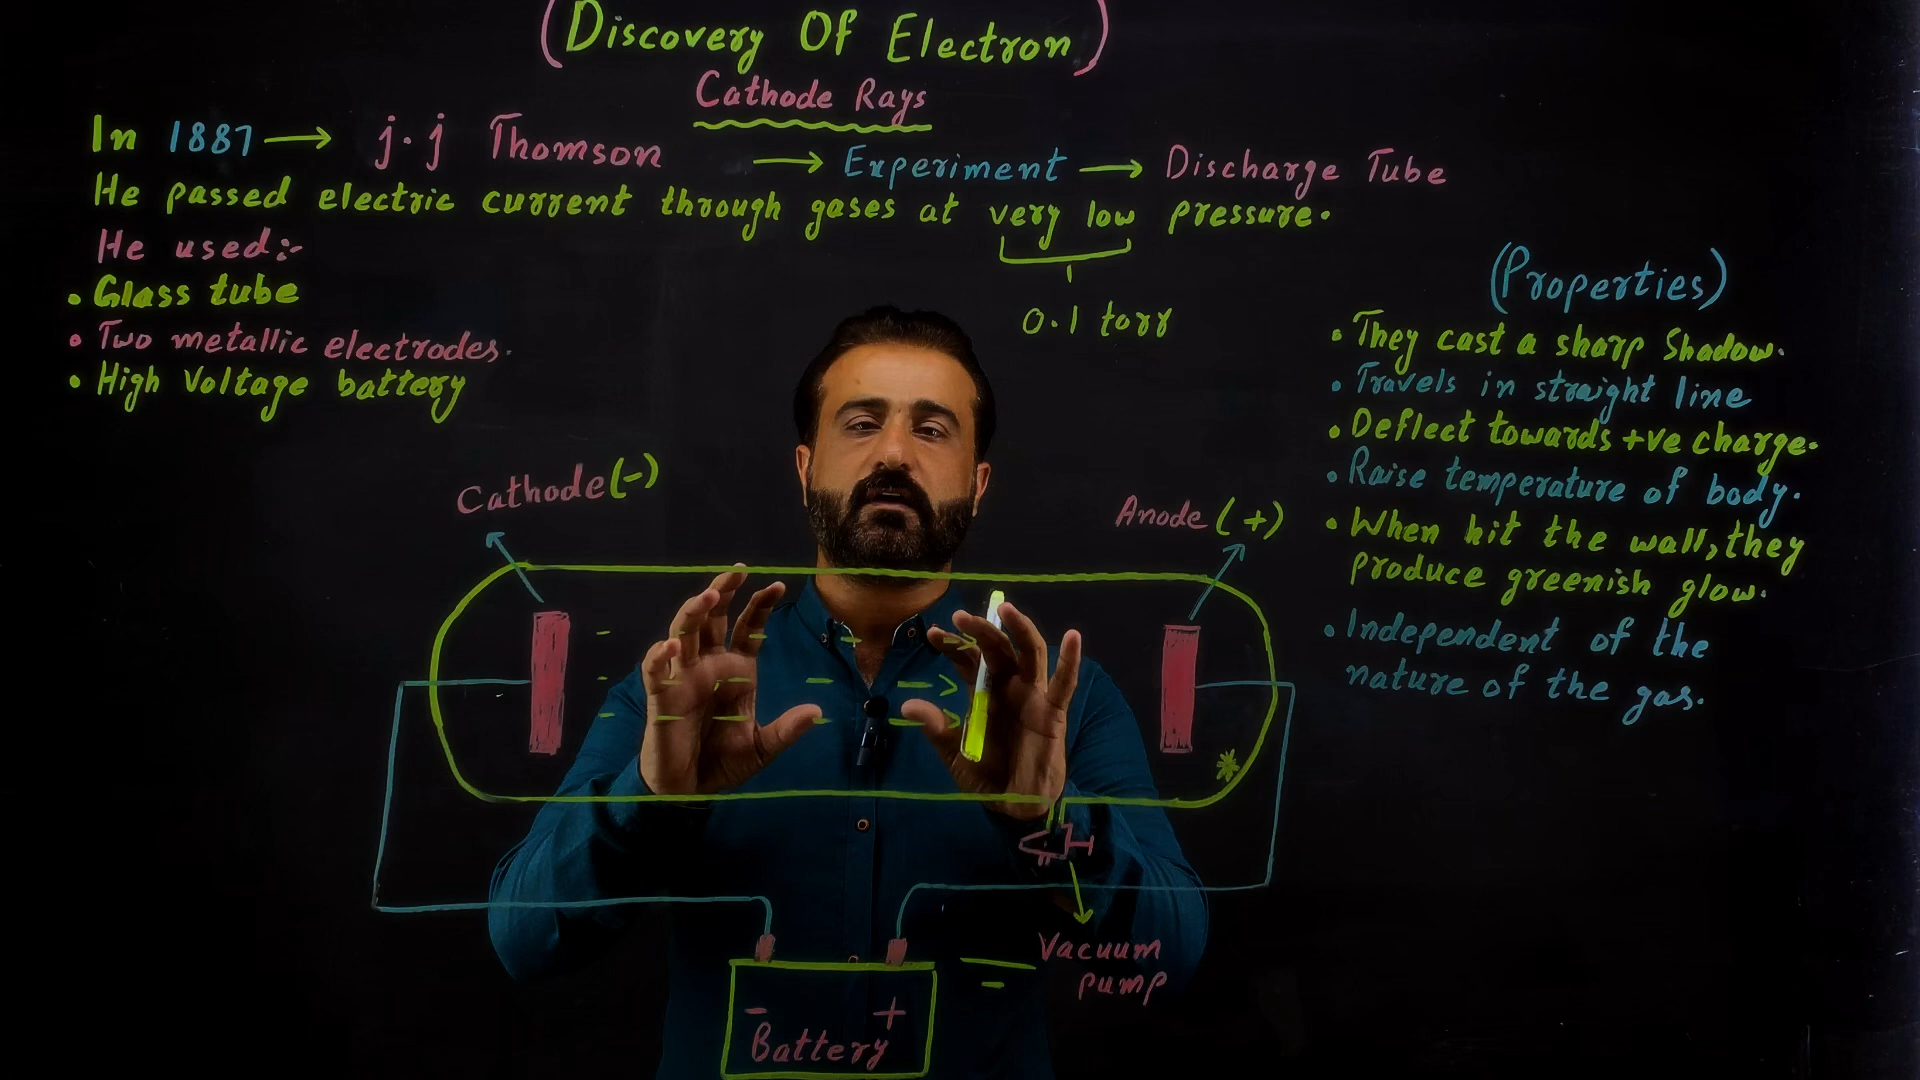 (Discovery Of Electron)
Cathode Rays
In 1887 → j.j Thomson → Experiment → Discharge Tube
He passed electric current through gases at very low pressure.
0.1 torr
He used:-
• Glass tube
• Two metallic electrodes.
• High Voltage battery
(Properties)
• They cast a sharp Shadow.
• Travels in straight line
• Deflect towards +ve charge.
• Raise temperature of body.
• When hit the wall, they
produce greenish glow.
• Independent of the
nature of the gas.
Cathode (-)
Anode (+)
Vacuum
pump
- +
Battery